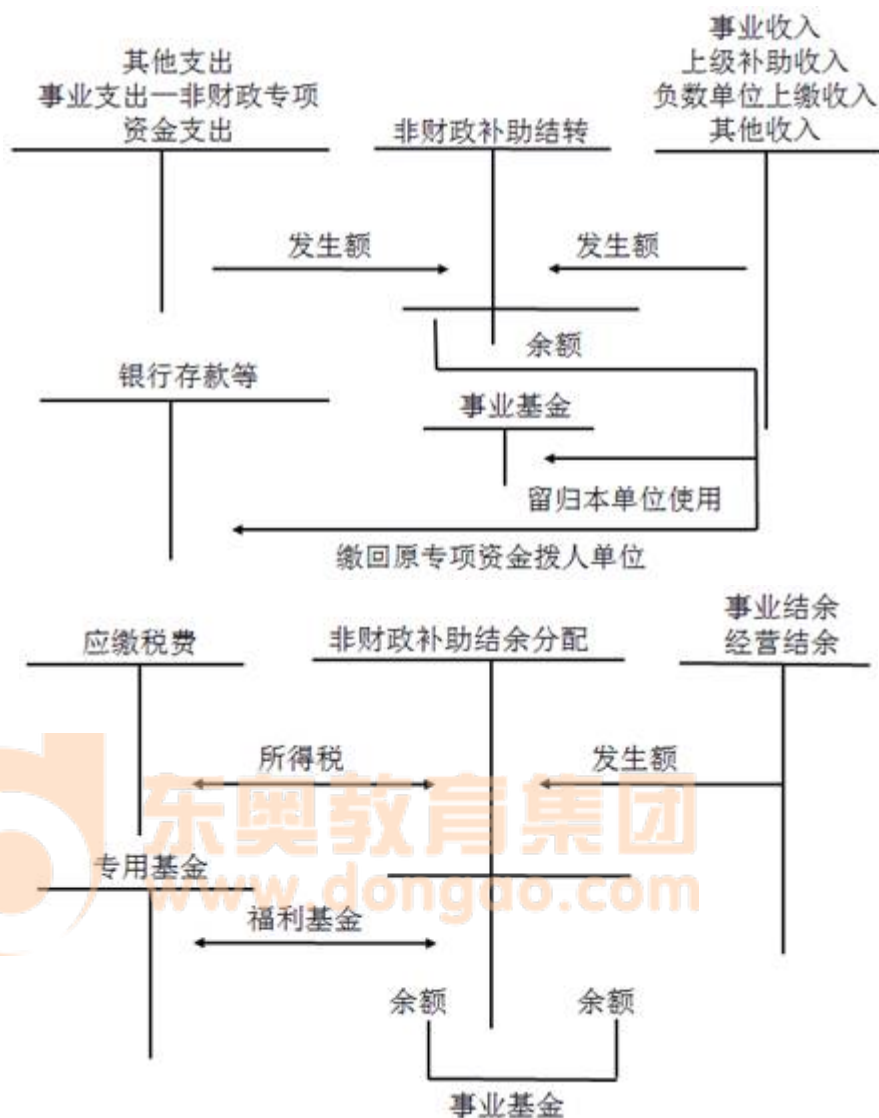 其他支出
事业支出—非财政专项
资金支出
非财政补助结转
事业收入
上级补助收入
负数单位上缴收入
其他收入
发生额
发生额
余额
银行存款等
事业基金
留归本单位使用
缴回原专项资金拨人单位
应缴税费
非财政补助结余分配
事业结余
经营结余
所得税
发生额
东奥教育集团
www.dongao.com
专用基金
福利基金
余额
余额
事业基金